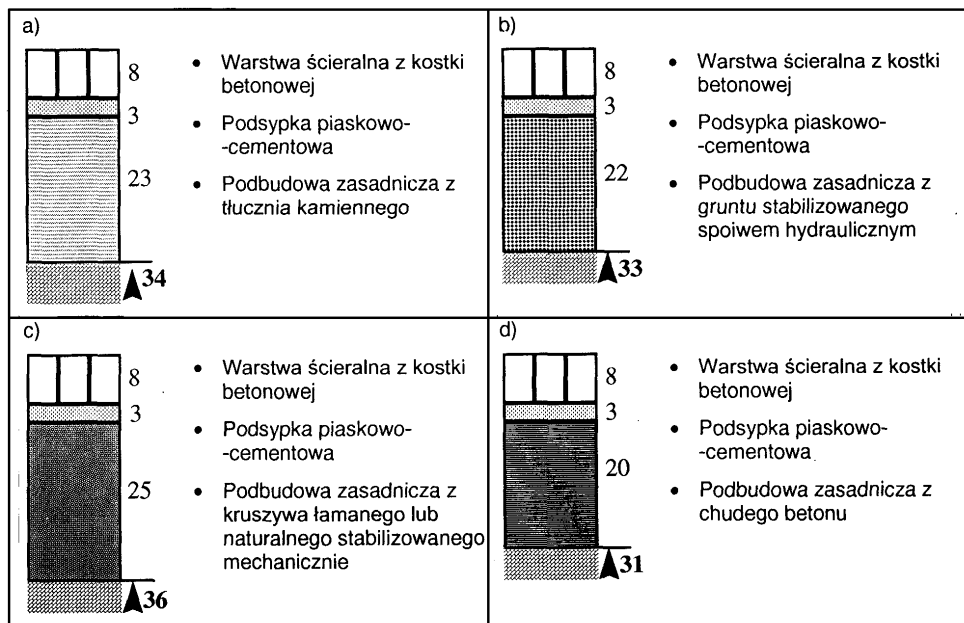 a)
8
3
23
34
• Warstwa ścieralna z kostki
betonowej
• Podsypka piaskowo-
-cementowa
• Podbudowa zasadnicza z
tłucznia kamiennego
b)
8
3
22
33
• Warstwa ścieralna z kostki
betonowej
• Podsypka piaskowo-
-cementowa
• Podbudowa zasadnicza z
gruntu stabilizowanego
spoiwem hydraulicznym
c)
8
3
25
36
• Warstwa ścieralna z kostki
betonowej
• Podsypka piaskowo-
-cementowa
• Podbudowa zasadnicza z
kruszywa łamanego lub
naturalnego stabilizowanego
mechanicznie
d)
8
3
20
31
• Warstwa ścieralna z kostki
betonowej
• Podsypka piaskowo-
-cementowa
• Podbudowa zasadnicza z
chudego betonu